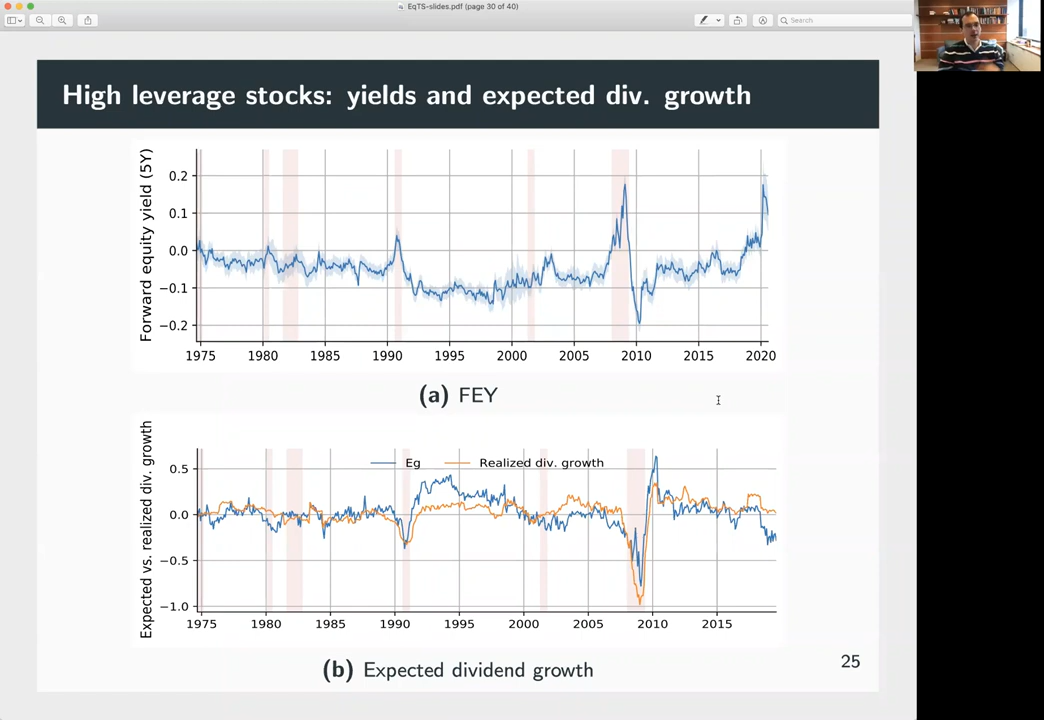 EqTS-slides.pdf (page 30 of 40)
Search
High leverage stocks: yields and expected div. growth
Forward equity yield (5Y)
0.2
0.1
0.0
−0.1
−0.2
1975 1980 1985 1990 1995 2000 2005 2010 2015 2020
(a) FEY
Expected vs. realized div. growth
Eg Realized div. growth
0.5
0.0
−0.5
−1.0
1975 1980 1985 1990 1995 2000 2005 2010 2015
(b) Expected dividend growth
25